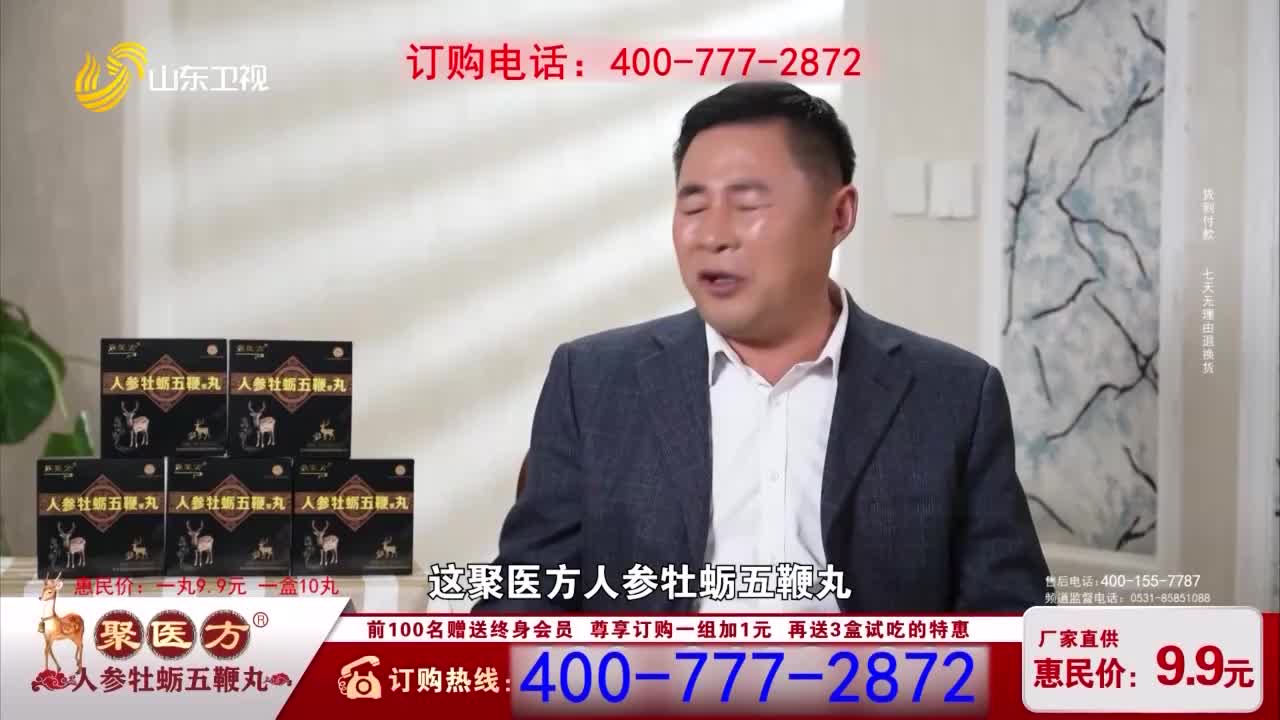 山东卫视
订购电话：400-777-2872
货到付款 七天无理由退换货
聚医方
人参牡蛎五鞭丸
人参牡蛎五鞭丸
人参牡蛎五鞭丸
人参牡蛎五鞭丸
人参牡蛎五鞭丸
惠民价：一丸9.9元 一盒10丸
这聚医方人参牡蛎五鞭丸
售后电话:400-155-7787
频道监督电话：0531-85851088
聚医方®
人参牡蛎五鞭丸
前100名赠送终身会员 尊享订购一组加1元 再送3盒试吃的特惠
订购热线:400-777-2872
厂家直供
惠民价：9.9元